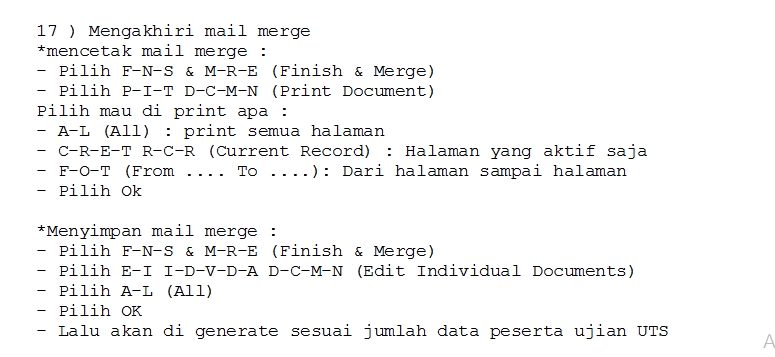 17 ) Mengakhiri mail merge
*mencetak mail merge :
- Pilih F-N-S & M-R-E (Finish & Merge)
- Pilih P-I-T D-C-M-N (Print Document)
Pilih mau di print apa :
- A-L (All) : print semua halaman
- C-R-E-T R-C-R (Current Record) : Halaman yang aktif saja
- F-O-T (From .... To ....): Dari halaman sampai halaman
- Pilih Ok
*Menyimpan mail merge :
- Pilih F-N-S & M-R-E (Finish & Merge)
- Pilih E-I I-D-V-D-A D-C-M-N (Edit Individual Documents)
- Pilih A-L (All)
- Pilih OK
- Lalu akan di generate sesuai jumlah data peserta ujian UTS
A